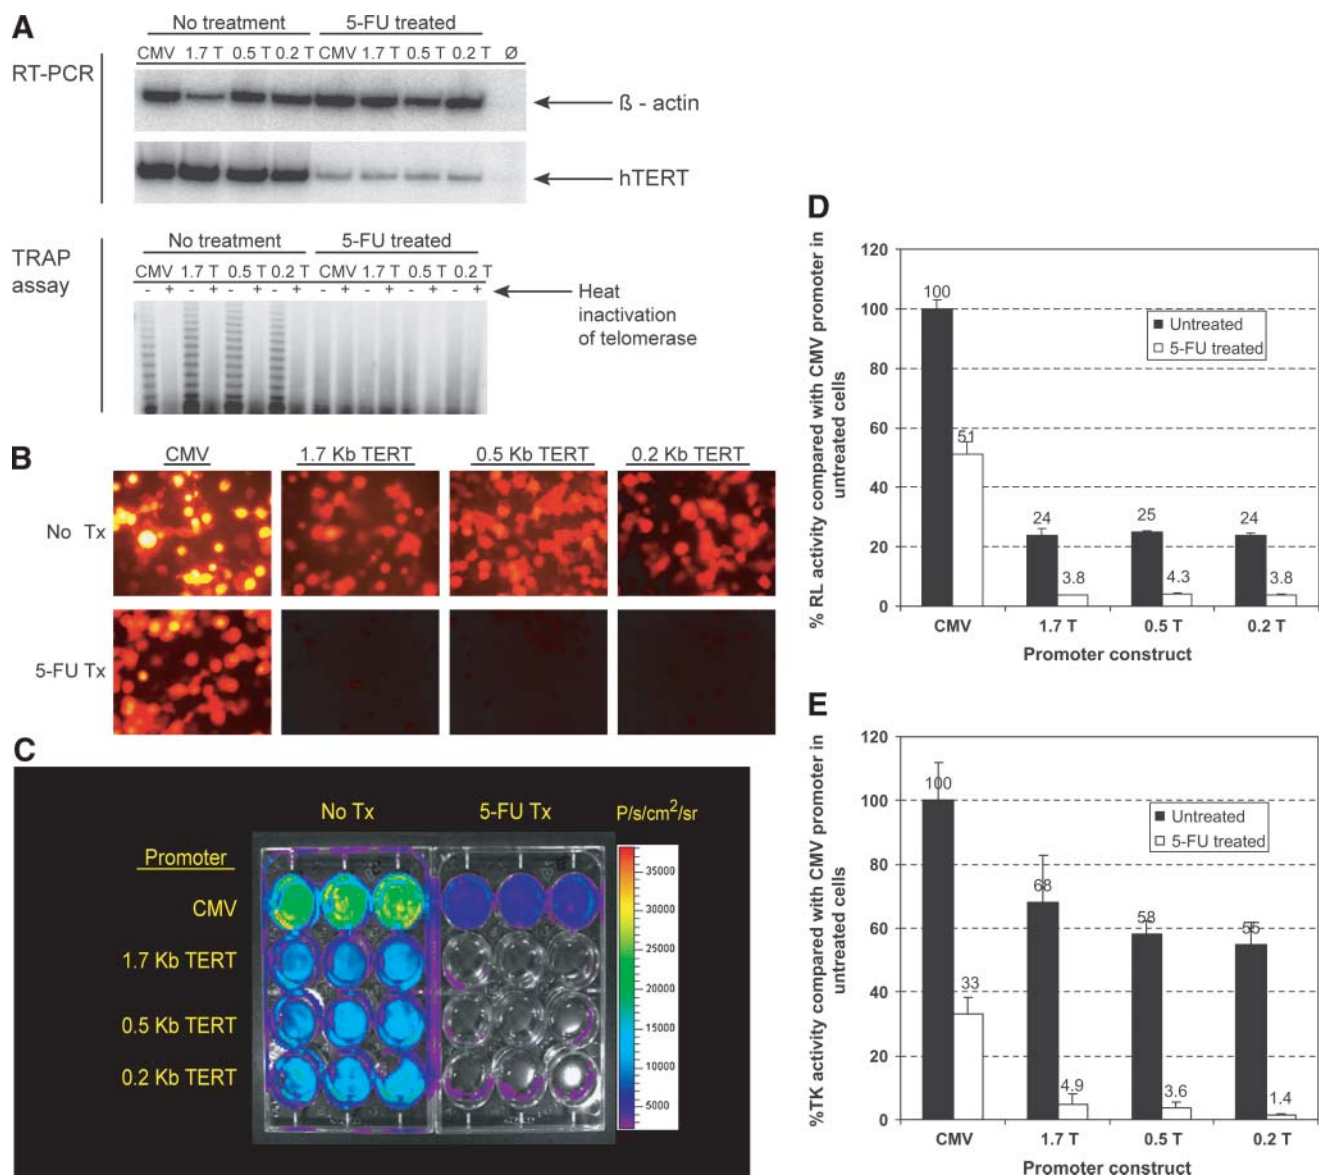 A
RT-PCR
No treatment
5-FU treated
CMV 1.7 T 0.5 T 0.2 T CMV 1.7 T 0.5 T 0.2 T Ø
ß - actin
hTERT
TRAP
assay
No treatment
5-FU treated
CMV 1.7 T 0.5 T 0.2 T CMV 1.7 T 0.5 T 0.2 T
- + - + - + - + - + - + - + - +
Heat
inactivation
of telomerase
B
CMV
1.7 Kb TERT
0.5 Kb TERT
0.2 Kb TERT
No Tx
5-FU Tx
C
No Tx
5-FU Tx
P/s/cm²/sr
Promoter
CMV
1.7 Kb TERT
0.5 Kb TERT
0.2 Kb TERT
35000
30000
25000
20000
15000
10000
5000
D
% RL activity compared with CMV promoter in
untreated cells
120
100
80
60
40
20
0
Untreated
5-FU treated
100
51
24
3.8
25
4.3
24
3.8
CMV
1.7 T
0.5 T
0.2 T
Promoter construct
E
%TK activity compared with CMV promoter in
untreated cells
120
100
80
60
40
20
0
Untreated
5-FU treated
100
33
68
4.9
58
3.6
55
1.4
CMV
1.7 T
0.5 T
0.2 T
Promoter construct